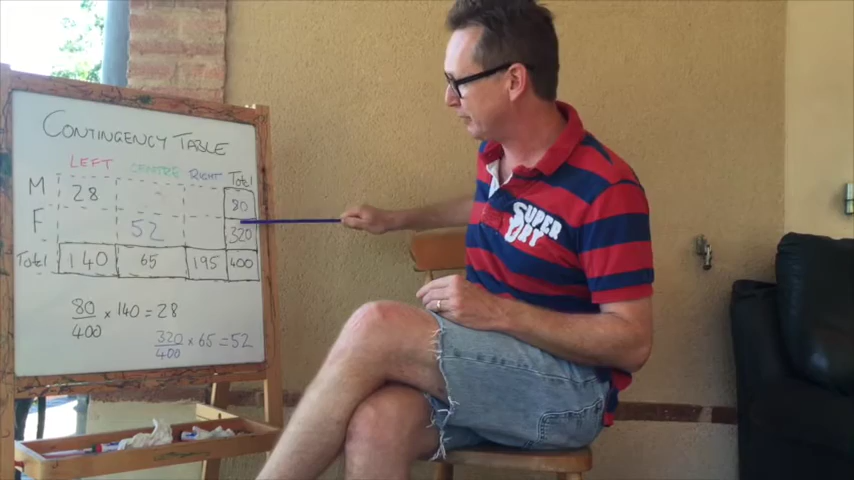 CONTINGENCY TABLE
LEFT CENTRE RIGHT Total
M 28 80
F 52 320
Total 140 65 195 400
80/400 x 140 = 28
320/400 x 65 = 52
SUPER
DRY